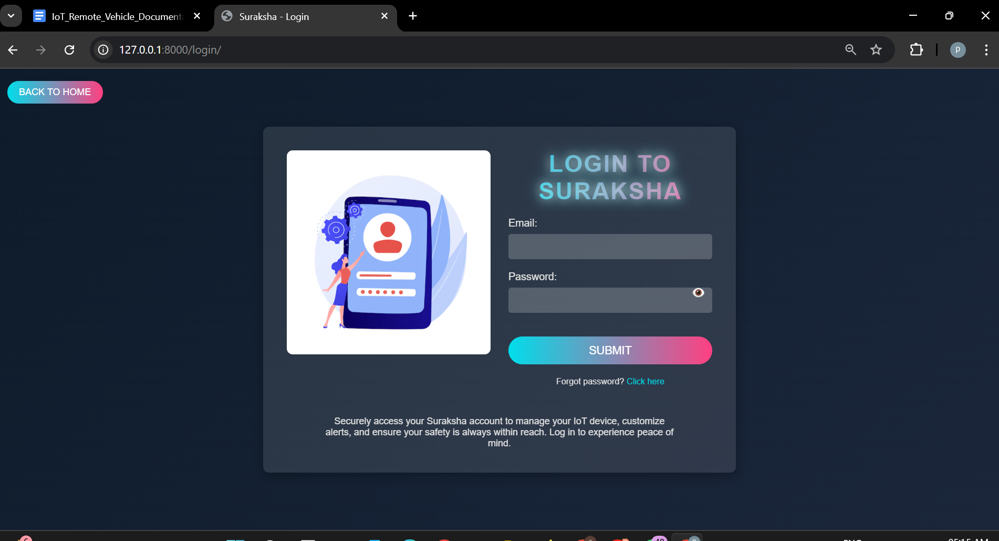 IoT_Remote_Vehicle_Document
Suraksha - Login
127.0.0.1:8000/login/
p
BACK TO HOME
LOGIN TO
SURAKSHA
Email:
Password:
SUBMIT
Forgot password? Click here
Securely access your Suraksha account to manage your IoT device, customize
alerts, and ensure your safety is always within reach. Log in to experience peace of
mind.